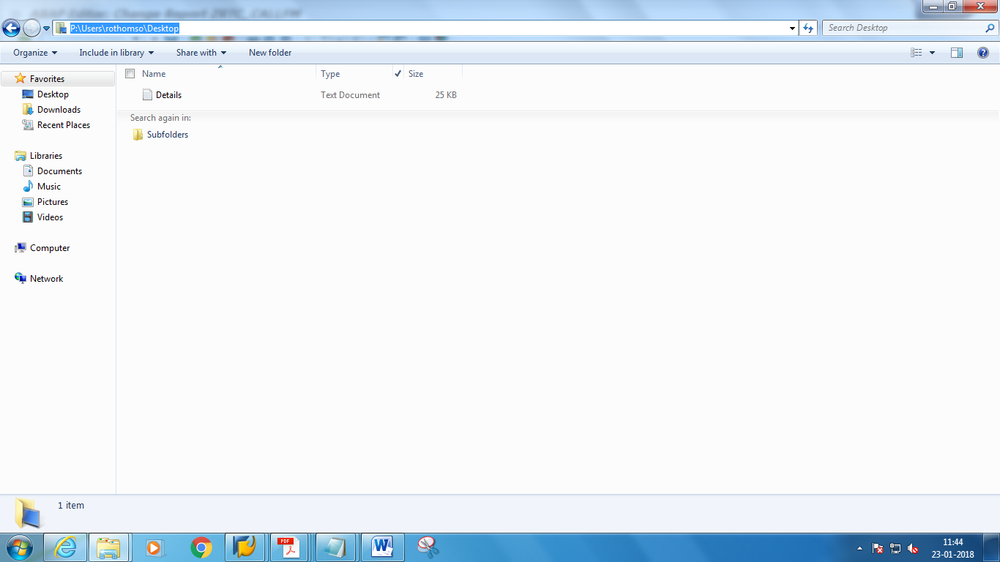 ABAP Editor: Change Report ZRTC_CALLFM
P:\Users\rothomso\Desktop
Search Desktop
Organize
Include in library
Share with
New folder
Name
Type
Size
Favorites
Desktop
Downloads
Recent Places
Libraries
Documents
Music
Pictures
Videos
Computer
Network
Details
Text Document
25 KB
Search again in:
Subfolders
1 item
PDF
W
11:44
23-01-2018